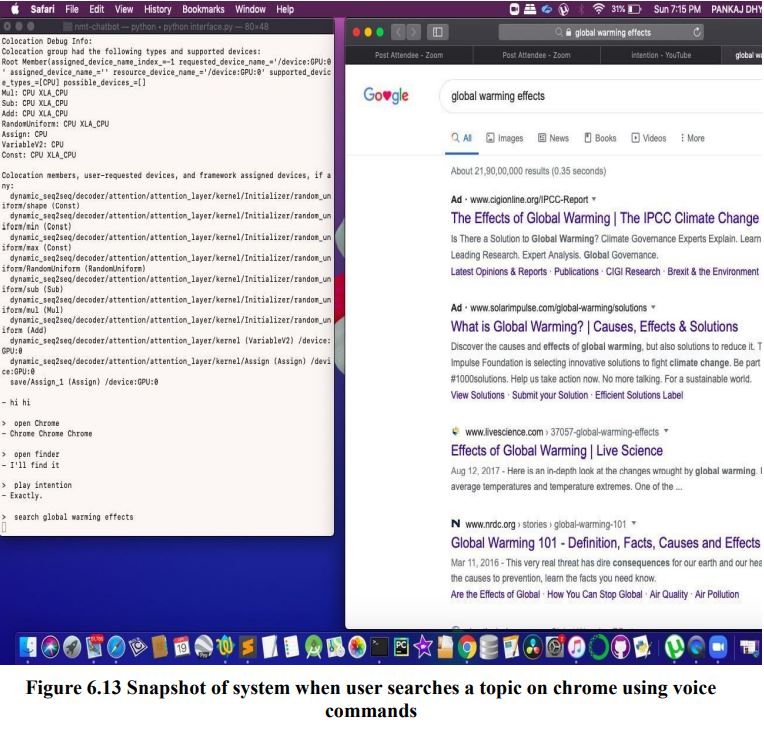 Safari File Edit View History Bookmarks Window Help 31% Sun 7:15 PM PANKAJ DHY
nmt-chatbot — python • python interface.py — 80×48
Colocation Debug Info:
Colocation group had the following types and supported devices:
Root Member(assigned_device_name_index_=-1 requested_device_name_='/device:GPU:0
' assigned_device_name_='' resource_device_name_='/device:GPU:0' supported_devic
e_types_=[CPU] possible_devices_=[]
Mul: CPU XLA_CPU
Sub: CPU XLA_CPU
Add: CPU XLA_CPU
RandomUniform: CPU XLA_CPU
Assign: CPU
VariableV2: CPU
Const: CPU XLA_CPU
Colocation members, user-requested devices, and framework assigned devices, if a
ny:
dynamic_seq2seq/decoder/attention/attention_layer/kernel/Initializer/random_un
iform/shape (Const)
dynamic_seq2seq/decoder/attention/attention_layer/kernel/Initializer/random_un
iform/min (Const)
dynamic_seq2seq/decoder/attention/attention_layer/kernel/Initializer/random_un
iform/max (Const)
dynamic_seq2seq/decoder/attention/attention_layer/kernel/Initializer/random_un
iform/RandomUniform (RandomUniform)
dynamic_seq2seq/decoder/attention/attention_layer/kernel/Initializer/random_un
iform/sub (Sub)
dynamic_seq2seq/decoder/attention/attention_layer/kernel/Initializer/random_un
iform/mul (Mul)
dynamic_seq2seq/decoder/attention/attention_layer/kernel/Initializer/random_un
iform (Add)
dynamic_seq2seq/decoder/attention/attention_layer/kernel (VariableV2) /device:
GPU:0
dynamic_seq2seq/decoder/attention/attention_layer/kernel/Assign (Assign) /devi
ce:GPU:0
save/Assign_1 (Assign) /device:GPU:0
- hi hi
> open Chrome
- Chrome Chrome Chrome
> open finder
- I'll find it
> play intention
- Exactly.
> search global warming effects
global warming effects
Post Attendee - Zoom Post Attendee - Zoom intention - YouTube global wa
Google
global warming effects
All Images News Books Videos More
About 21,90,00,000 results (0.35 seconds)
Ad · www.cigionline.org/IPCC-Report
The Effects of Global Warming | The IPCC Climate Change
Is There a Solution to Global Warming? Climate Governance Experts Explain. Learn
Leading Research. Expert Analysis. Global Governance.
Latest Opinions & Reports · Publications · CIGI Research · Brexit & the Environment
Ad · www.solarimpulse.com/global-warming/solutions
What is Global Warming? | Causes, Effects & Solutions
Discover the causes and effects of global warming, but also solutions to reduce it. T
Impulse Foundation is selecting innovative solutions to fight climate change. Be part
#1000solutions. Help us take action now. No more talking. For a sustainable world.
View Solutions · Submit your Solution · Efficient Solutions Label
www.livescience.com › 37057-global-warming-effects
Effects of Global Warming | Live Science
Aug 12, 2017 - Here is an in-depth look at the changes wrought by global warming.
average temperatures and temperature extremes. One of the ...
www.nrdc.org › stories › global-warming-101
Global Warming 101 - Definition, Facts, Causes and Effects
Mar 11, 2016 - This very real threat has dire consequences for our earth and our hea
the causes to prevention, learn the facts you need know.
Are the Effects of Global · How You Can Stop Global · Air Quality · Air Pollution
19
PC
Figure 6.13 Snapshot of system when user searches a topic on chrome using voice
commands